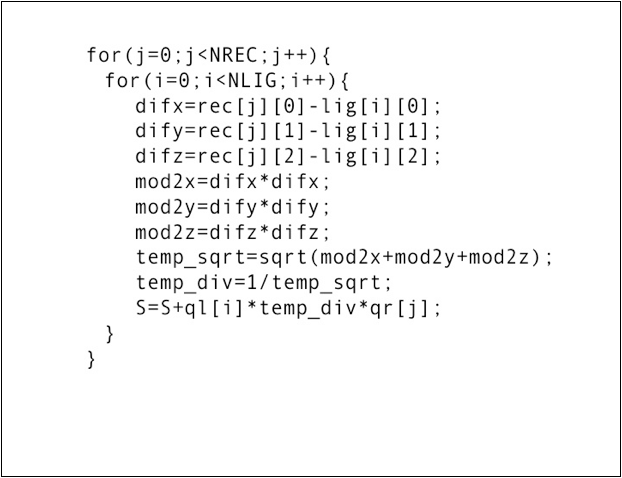 for(j=0;j<NREC;j++){
for(i=0;i<NLIG;i++){
difx=rec[j][0]-lig[i][0];
dify=rec[j][1]-lig[i][1];
difz=rec[j][2]-lig[i][2];
mod2x=difx*difx;
mod2y=dify*dify;
mod2z=difz*difz;
temp_sqrt=sqrt(mod2x+mod2y+mod2z);
temp_div=1/temp_sqrt;
S=S+ql[i]*temp_div*qr[j];
}
}